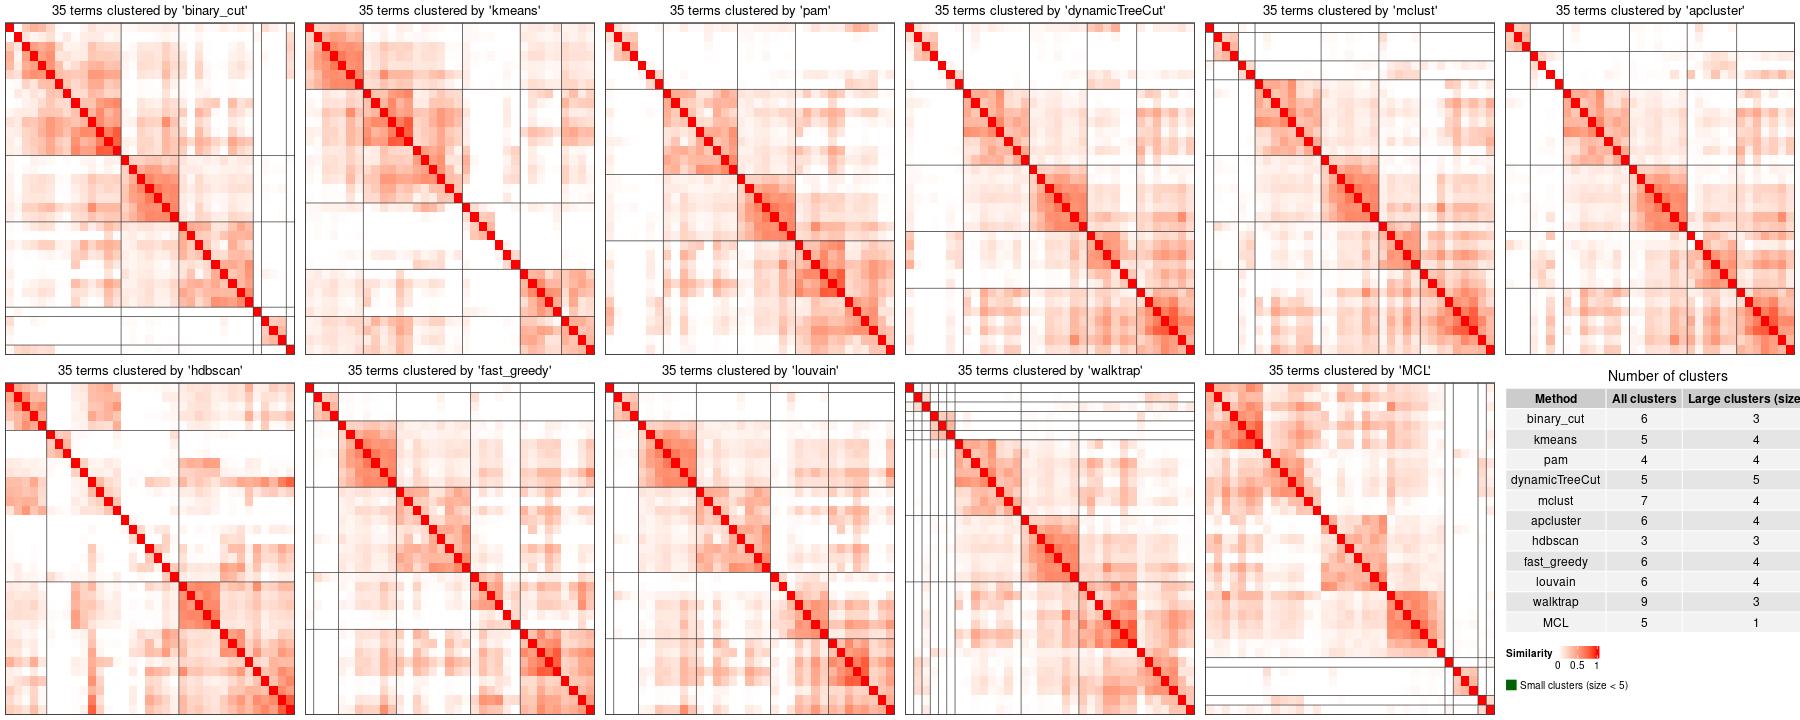 35 terms clustered by 'binary_cut'
35 terms clustered by 'kmeans'
35 terms clustered by 'pam'
35 terms clustered by 'dynamicTreeCut'
35 terms clustered by 'mclust'
35 terms clustered by 'apcluster'
35 terms clustered by 'hdbscan'
35 terms clustered by 'fast_greedy'
35 terms clustered by 'louvain'
35 terms clustered by 'walktrap'
35 terms clustered by 'MCL'
Number of clusters
Method All clusters Large clusters (size
binary_cut 6 3
kmeans 5 4
pam 4 4
dynamicTreeCut 5 5
mclust 7 4
apcluster 6 4
hdbscan 3 3
fast_greedy 6 4
louvain 6 4
walktrap 9 3
MCL 5 1
Similarity
0 0.5 1
Small clusters (size < 5)